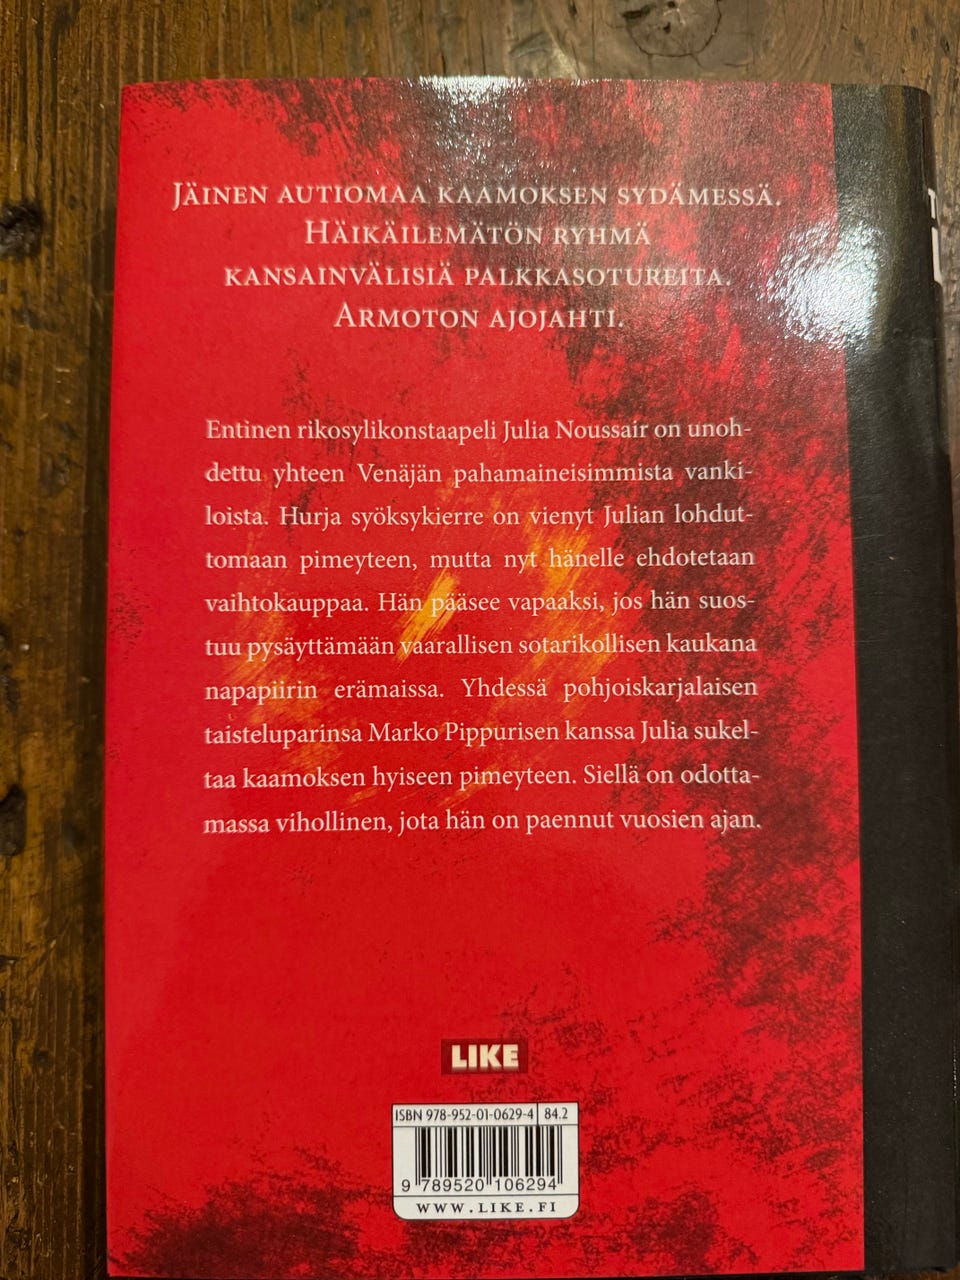 JÄINEN AUTIOMAA KAAMOKSEN SYDÄMESSÄ.
HÄIKÄILEMÄTÖN RYHMÄ
KANSAINVÄLISIÄ PALKKASOTUREITA.
ARMOTON AJOJAHTI.
Entinen rikosylikonstaapeli Julia Noussair on unoh-
dettu yhteen Venäjän pahamaineisimmista vanki-
loista. Hurja syöksykierre on vienyt Julian lohdut-
tomaan pimeyteen, mutta nyt hänelle ehdotetaan
vaihtokauppaa. Hän pääsee vapaaksi, jos hän suos-
tuu pysäyttämään vaarallisen sotarikollisen kaukana
napapiirin erämaissa. Yhdessä pohjoiskarjalaisen
taisteluparinsa Marko Pippurisen kanssa Julia sukel-
taa kaamoksen hyiseen pimeyteen. Siellä on odotta-
massa vihollinen, jota hän on paennut vuosien ajan.
LIKE
ISBN 978-952-01-0629-4 84.2
9 789520 106294
WWW.LIKE.FI